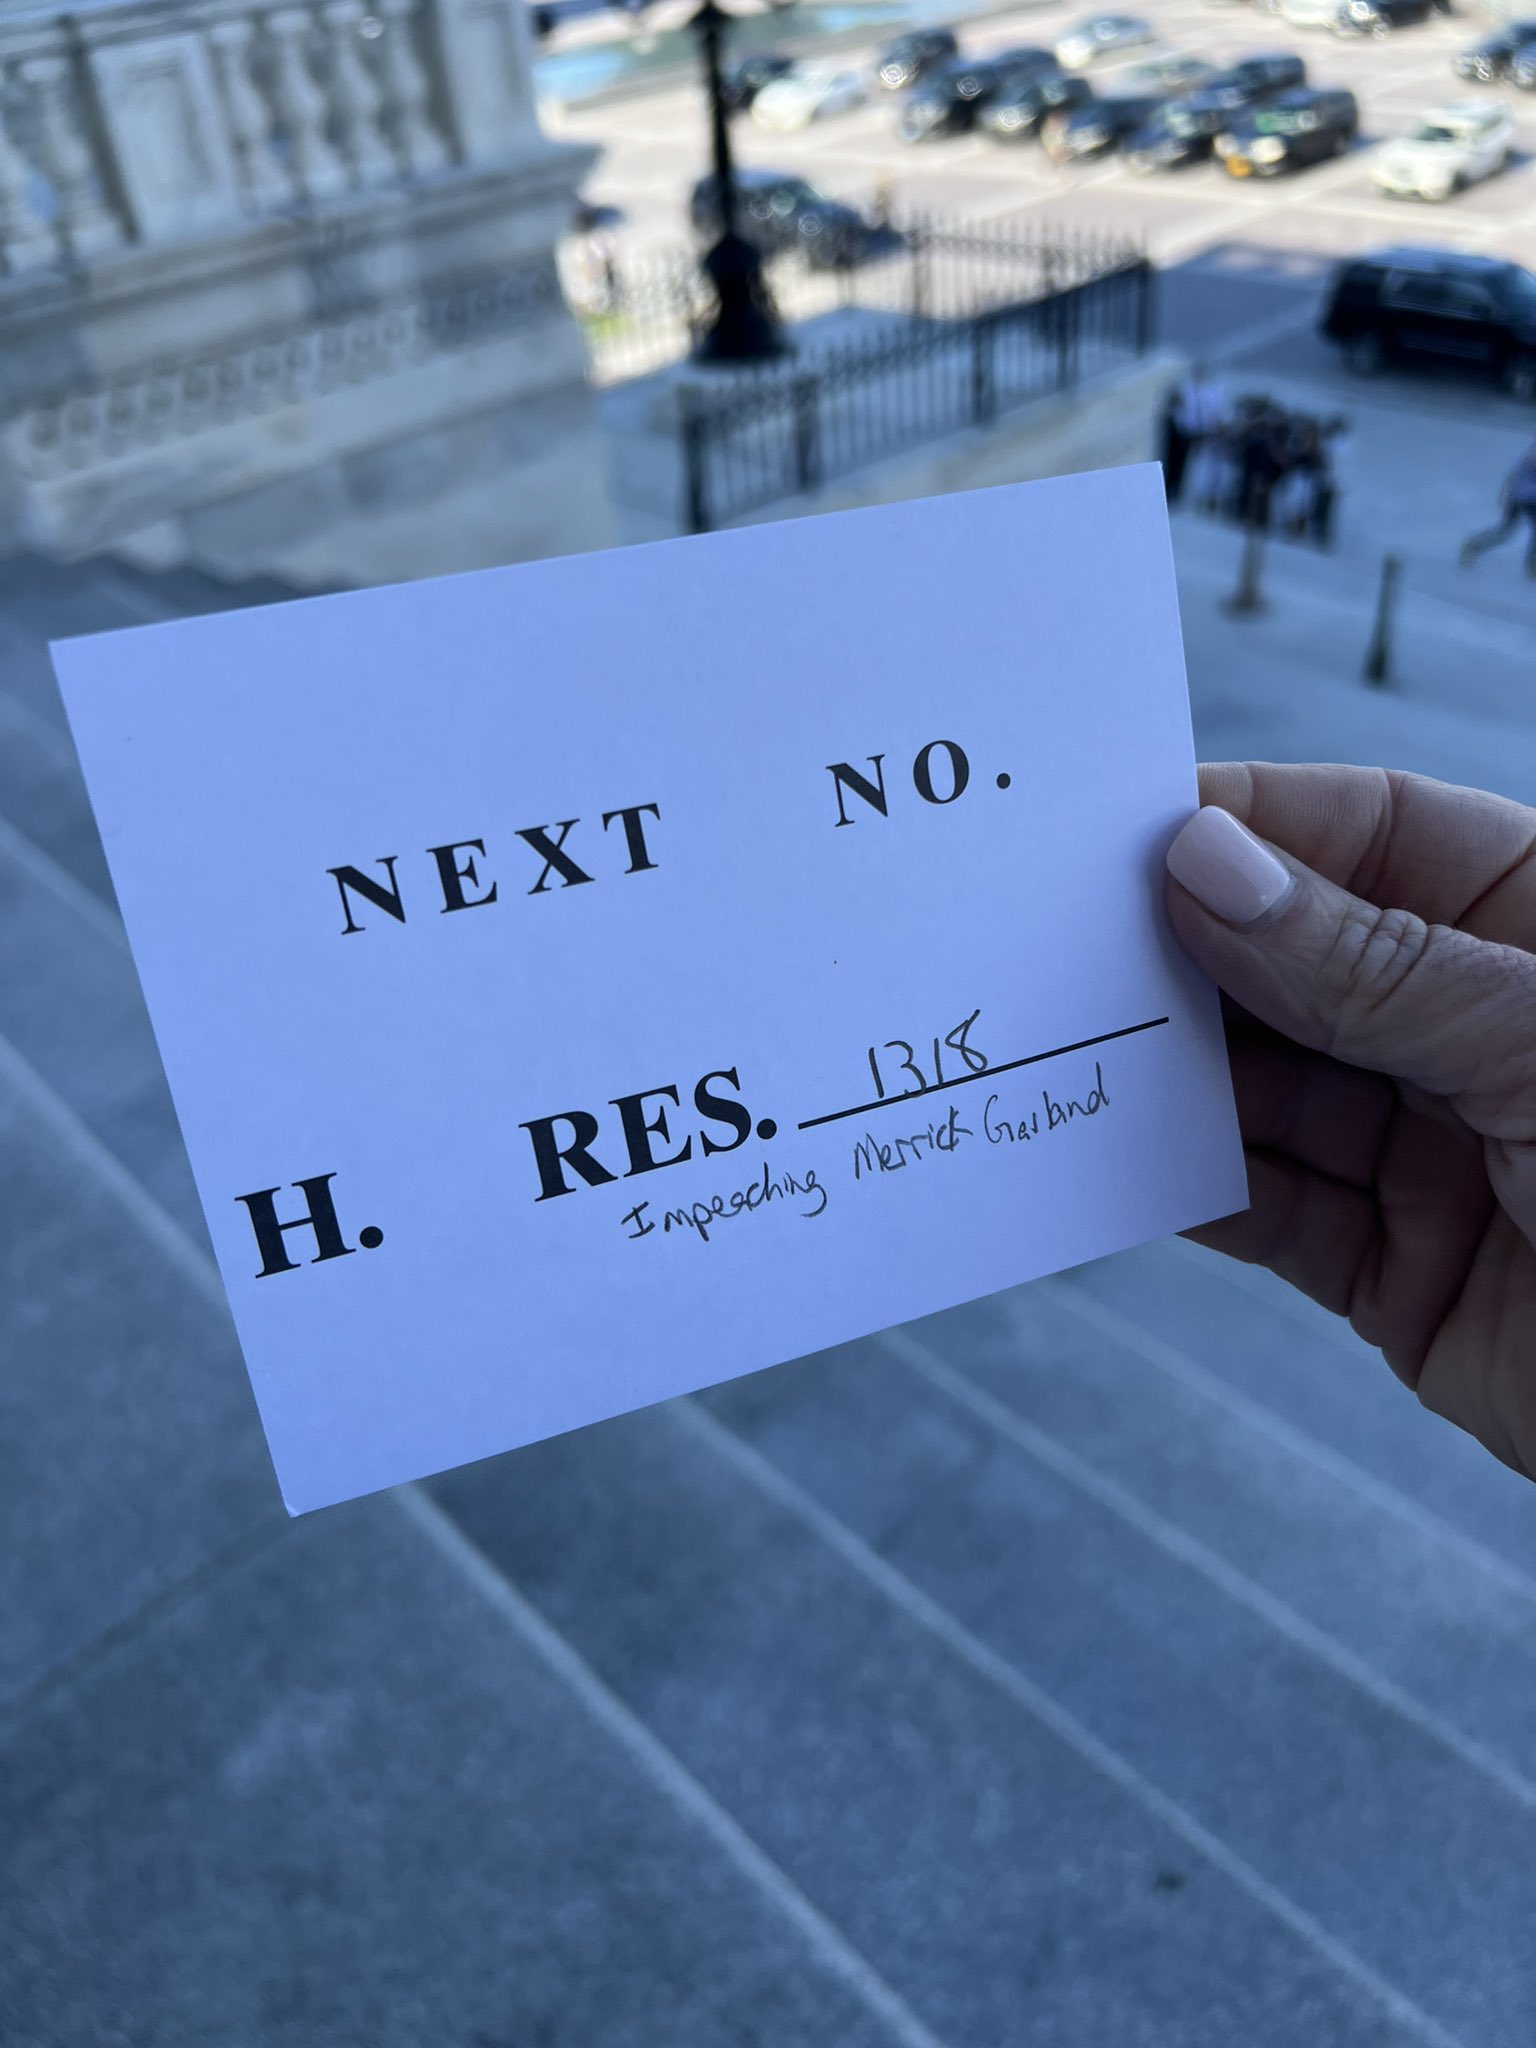 NEXT NO.
H. RES. 1318
Impeaching Merrick Garland